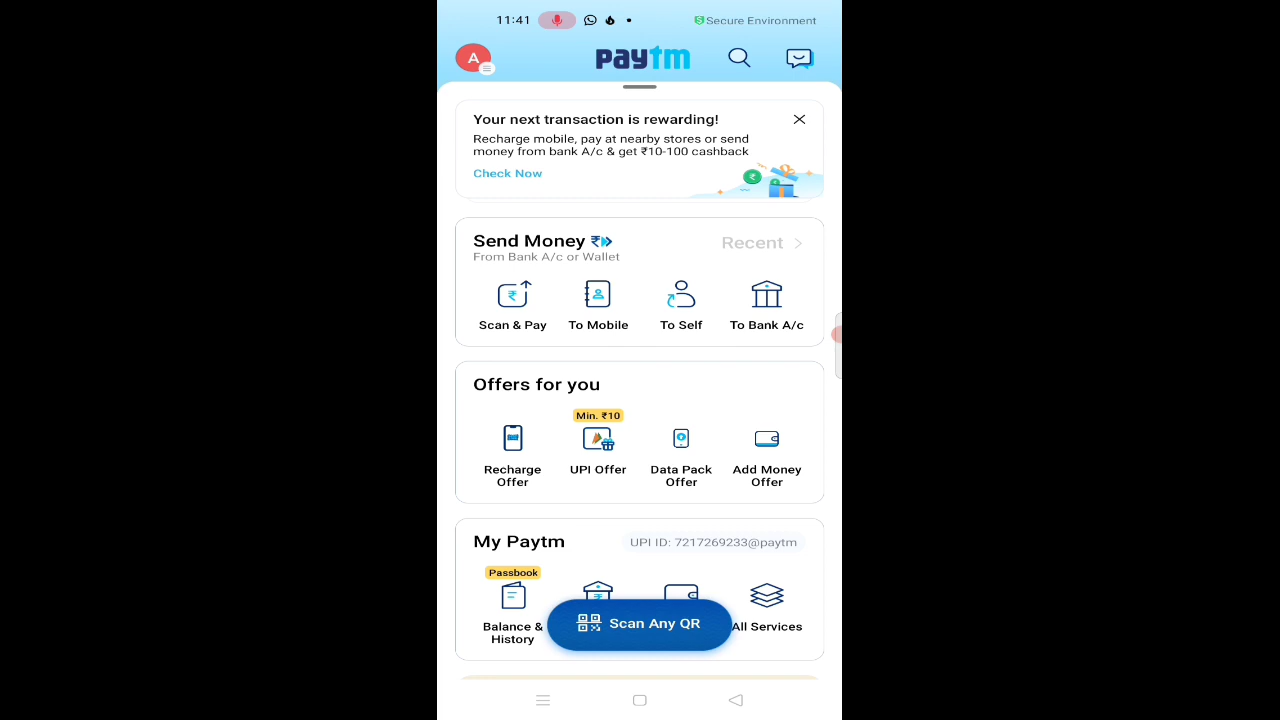 11:41 Secure Environment
A paytm
Your next transaction is rewarding!
Recharge mobile, pay at nearby stores or send
money from bank A/c & get ₹10-100 cashback
Check Now
Send Money ₹ Recent
From Bank A/c or Wallet
Scan & Pay To Mobile To Self To Bank A/c
Offers for you
Min. ₹10
Recharge Offer UPI Offer Data Pack Offer Add Money Offer
My Paytm UPI ID: 7217269233@paytm
Passbook
Balance & History Scan Any QR All Services